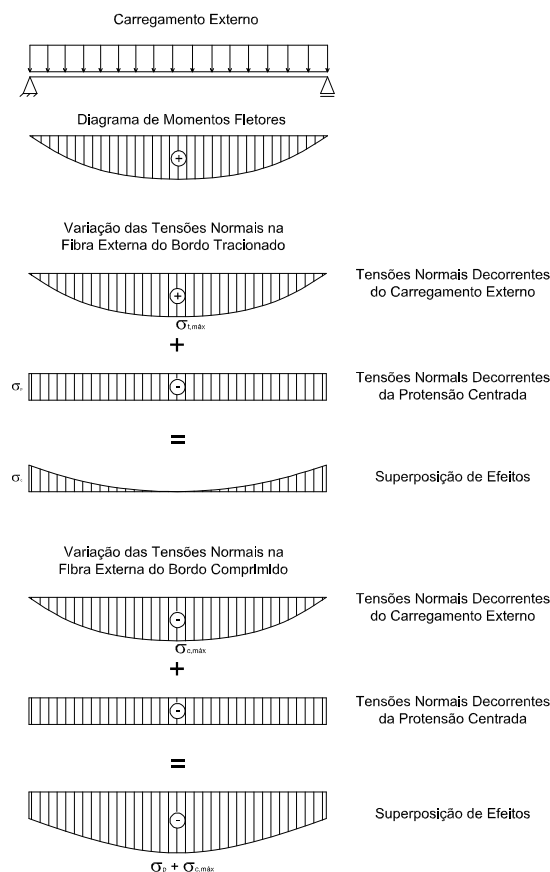 Carregamento Externo
Diagrama de Momentos Fletores
+
Variação das Tensões Normais na
Fibra Externa do Bordo Tracionado
Tensões Normais Decorrentes
do Carregamento Externo
+
σt,máx
+
Tensões Normais Decorrentes
da Protensão Centrada
-
=
Superposição de Efeitos
Variação das Tensões Normais na
Fibra Externa do Bordo Comprimido
Tensões Normais Decorrentes
do Carregamento Externo
-
σc,máx
+
Tensões Normais Decorrentes
da Protensão Centrada
-
=
Superposição de Efeitos
-
σp + σc,máx